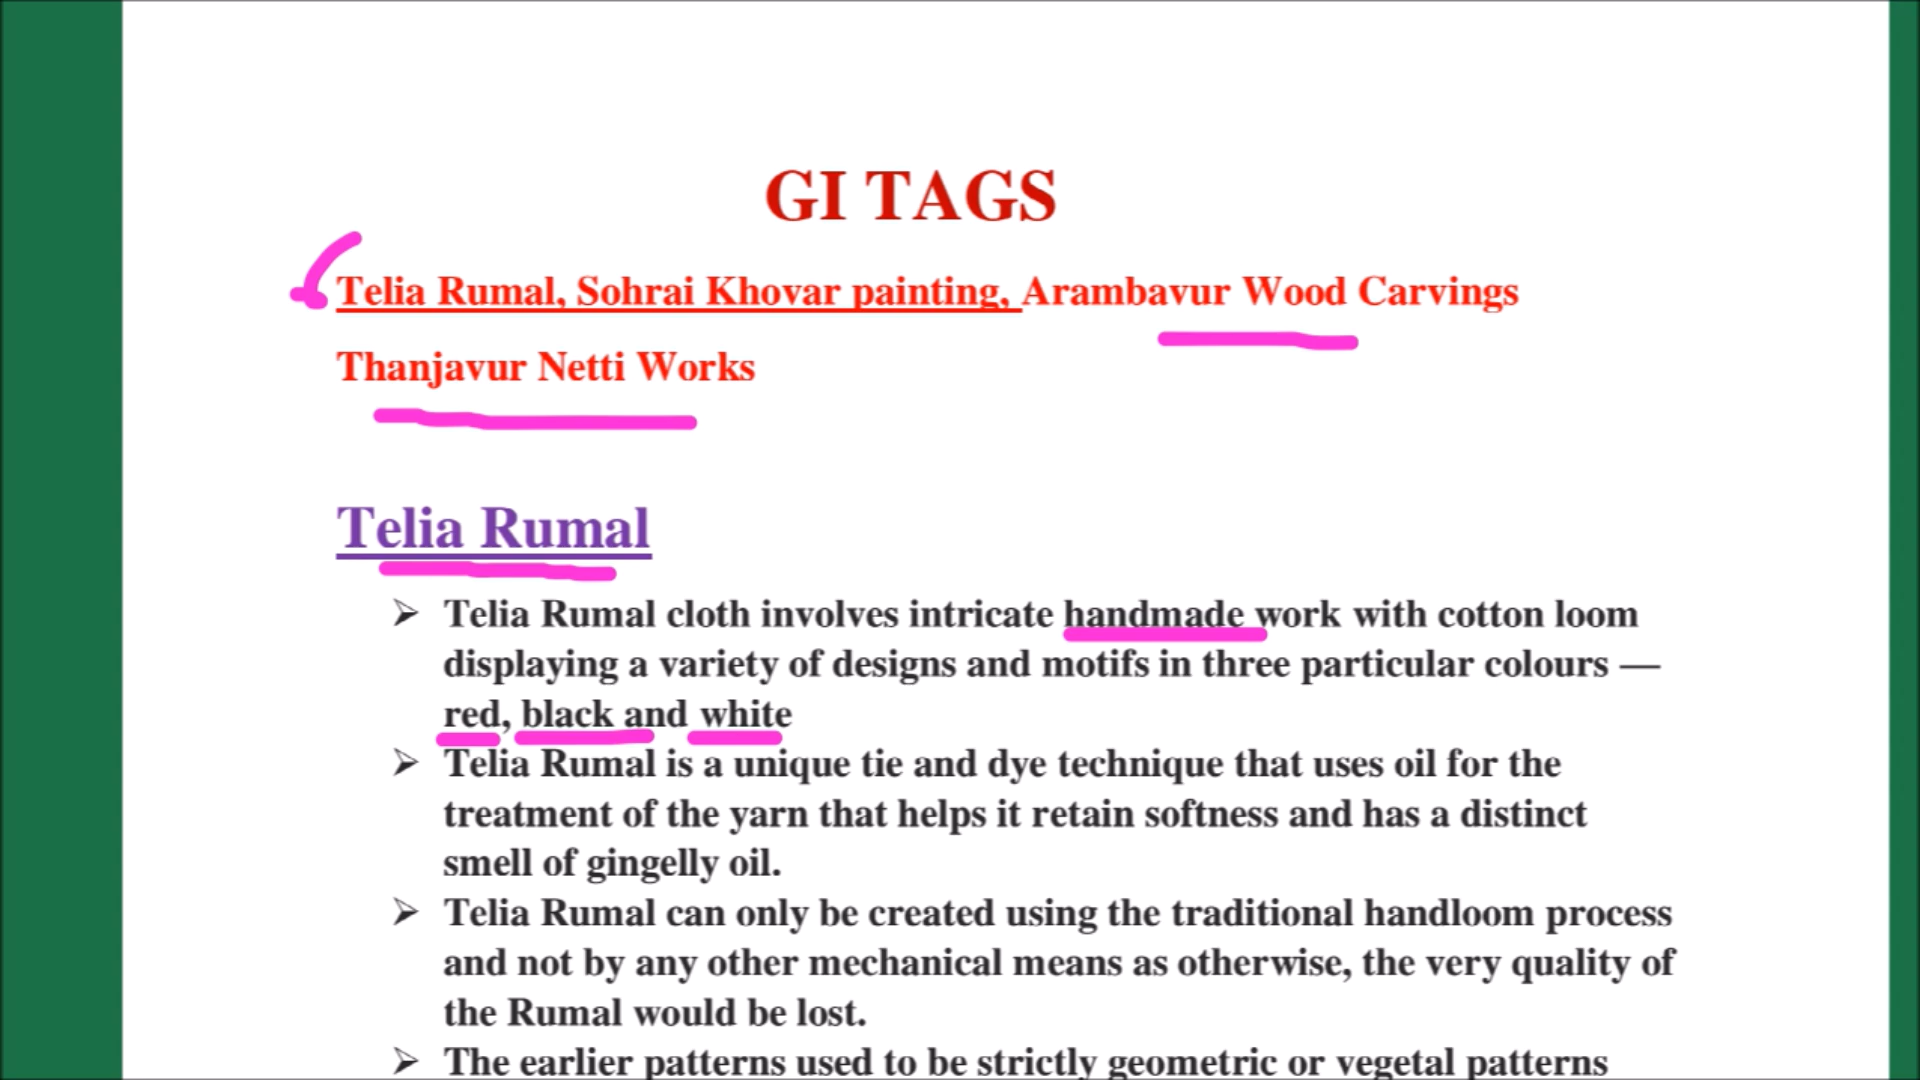 GI TAGS
Telia Rumal, Sohrai Khovar painting, Arambavur Wood Carvings
Thanjavur Netti Works
Telia Rumal
➢ Telia Rumal cloth involves intricate handmade work with cotton loom
displaying a variety of designs and motifs in three particular colours —
red, black and white
➢ Telia Rumal is a unique tie and dye technique that uses oil for the
treatment of the yarn that helps it retain softness and has a distinct
smell of gingelly oil.
➢ Telia Rumal can only be created using the traditional handloom process
and not by any other mechanical means as otherwise, the very quality of
the Rumal would be lost.
➢ The earlier patterns used to be strictly geometric or vegetal patterns